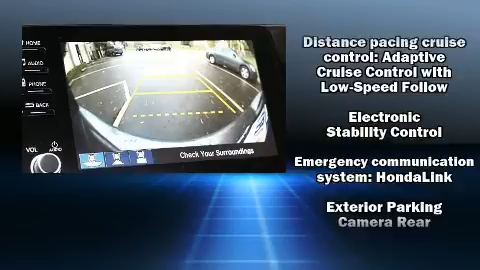 HOME
AUDIO
PHONE
BACK
VOL
AUDIO
Check Your Surroundings
Distance pacing cruise
control: Adaptive
Cruise Control with
Low-Speed Follow
Electronic
Stability Control
Emergency communication
system: HondaLink
Exterior Parking
Camera Rear